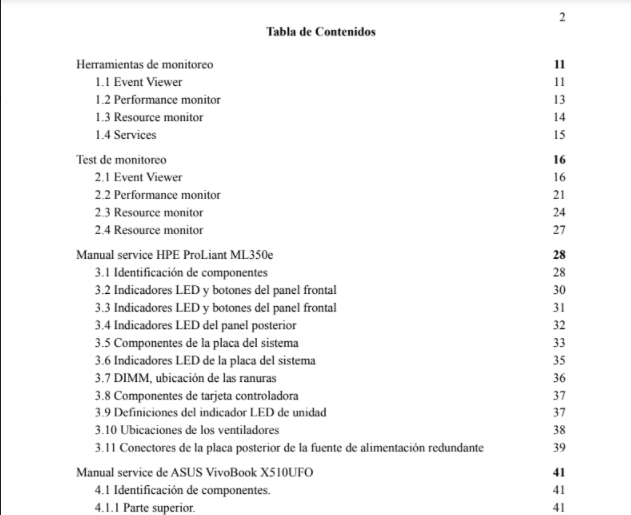 2
Tabla de Contenidos
Herramientas de monitoreo 11
1.1 Event Viewer 11
1.2 Performance monitor 13
1.3 Resource monitor 14
1.4 Services 15
Test de monitoreo 16
2.1 Event Viewer 16
2.2 Performance monitor 21
2.3 Resource monitor 24
2.4 Resource monitor 27
Manual service HPE ProLiant ML350e 28
3.1 Identificación de componentes 28
3.2 Indicadores LED y botones del panel frontal 30
3.3 Indicadores LED y botones del panel frontal 31
3.4 Indicadores LED del panel posterior 32
3.5 Componentes de la placa del sistema 33
3.6 Indicadores LED de la placa del sistema 35
3.7 DIMM, ubicación de las ranuras 36
3.8 Componentes de tarjeta controladora 37
3.9 Definiciones del indicador LED de unidad 37
3.10 Ubicaciones de los ventiladores 38
3.11 Conectores de la placa posterior de la fuente de alimentación redundante 39
Manual service de ASUS VivoBook X510UFO 41
4.1 Identificación de componentes. 41
4.1.1 Parte superior. 41